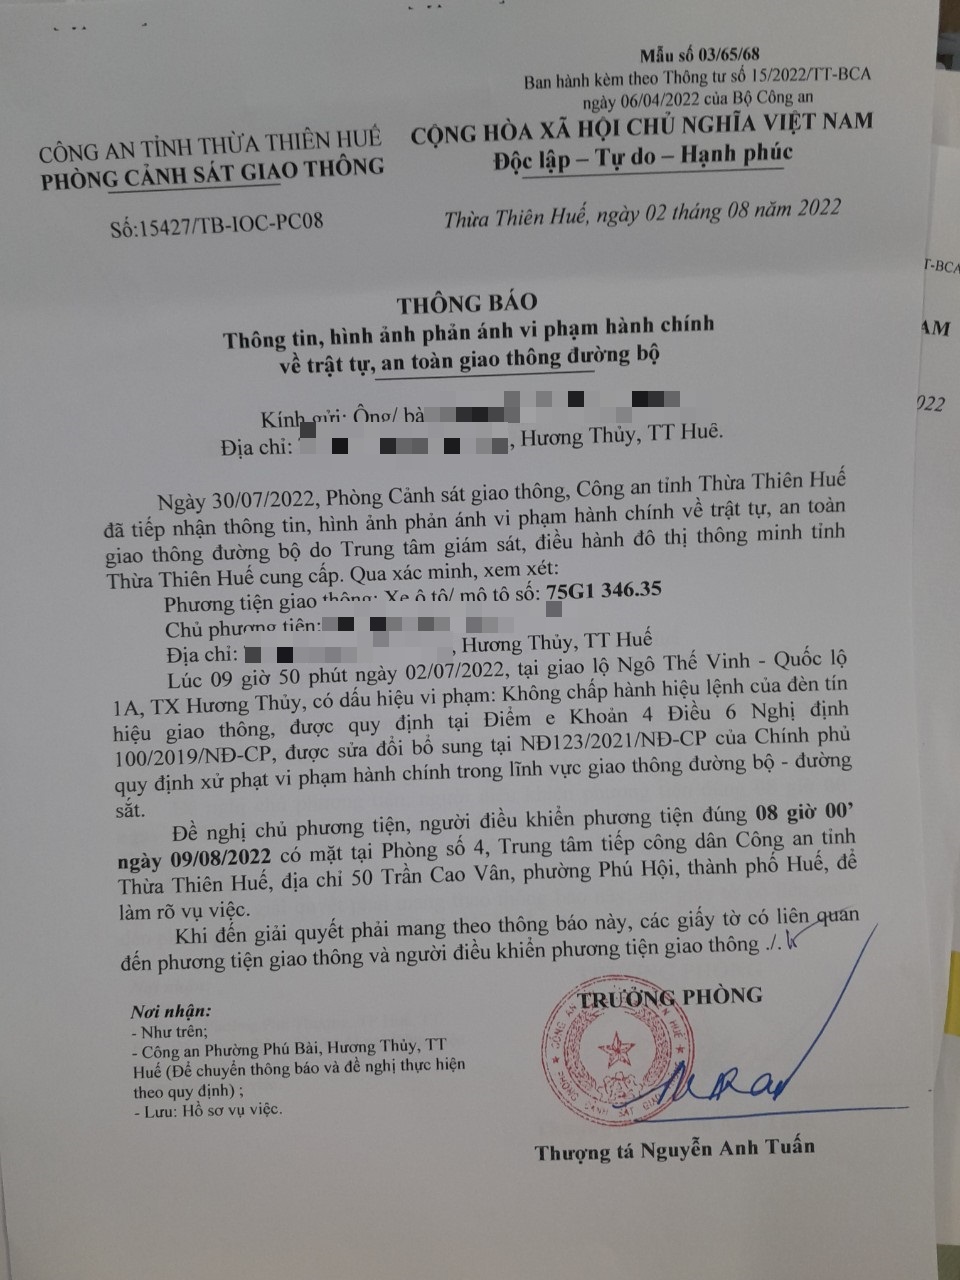 Mẫu số 03/65/68
Ban hành kèm theo Thông tư số 15/2022/TT-BCA
ngày 06/04/2022 của Bộ Công an
CÔNG AN TỈNH THỪA THIÊN HUẾ
PHÒNG CẢNH SÁT GIAO THÔNG
CỘNG HÒA XÃ HỘI CHỦ NGHĨA VIỆT NAM
Độc lập – Tự do – Hạnh phúc
Số:15427/TB-IOC-PC08
Thừa Thiên Huế, ngày 02 tháng 08 năm 2022
THÔNG BÁO
Thông tin, hình ảnh phản ánh vi phạm hành chính
về trật tự, an toàn giao thông đường bộ
Kính gửi: Ông/ bà
Địa chỉ: , Hương Thủy, TT Huế.
Ngày 30/07/2022, Phòng Cảnh sát giao thông, Công an tỉnh Thừa Thiên Huế
đã tiếp nhận thông tin, hình ảnh phản ánh vi phạm hành chính về trật tự, an toàn
giao thông đường bộ do Trung tâm giám sát, điều hành đô thị thông minh tỉnh
Thừa Thiên Huế cung cấp. Qua xác minh, xem xét:
Phương tiện giao thông: Xe ô tô/ mô tô số: 75G1 346.35
Chủ phương tiện:
Địa chỉ: , Hương Thủy, TT Huế
Lúc 09 giờ 50 phút ngày 02/07/2022, tại giao lộ Ngô Thế Vinh - Quốc lộ
1A, TX Hương Thủy, có dấu hiệu vi phạm: Không chấp hành hiệu lệnh của đèn tín
hiệu giao thông, được quy định tại Điểm e Khoản 4 Điều 6 Nghị định
100/2019/NĐ-CP, được sửa đổi bổ sung tại NĐ123/2021/NĐ-CP của Chính phủ
quy định xử phạt vi phạm hành chính trong lĩnh vực giao thông đường bộ - đường
sắt.
Đề nghị chủ phương tiện, người điều khiển phương tiện đúng 08 giờ 00’
ngày 09/08/2022 có mặt tại Phòng số 4, Trung tâm tiếp công dân Công an tỉnh
Thừa Thiên Huế, địa chỉ 50 Trần Cao Vân, phường Phú Hội, thành phố Huế, để
làm rõ vụ việc.
Khi đến giải quyết phải mang theo thông báo này, các giấy tờ có liên quan
đến phương tiện giao thông và người điều khiển phương tiện giao thông ./.
Nơi nhận:
- Như trên;
- Công an Phường Phú Bài, Hương Thủy, TT
Huế (Để chuyển thông báo và đề nghị thực hiện
theo quy định) ;
- Lưu: Hồ sơ vụ việc.
TRƯỞNG PHÒNG
Thượng tá Nguyễn Anh Tuấn
T-BCA
AM
022